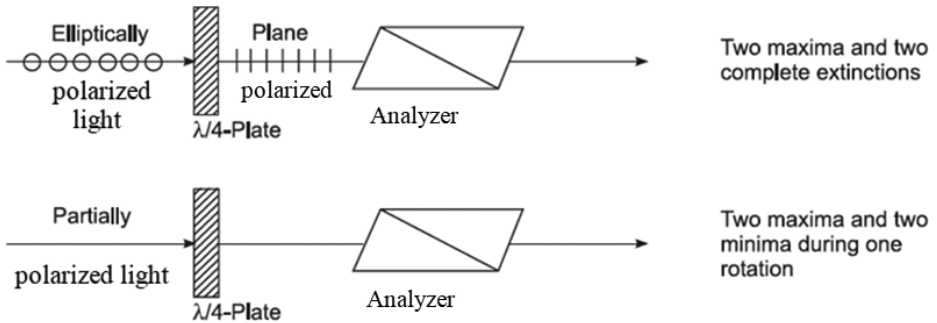 Elliptically
polarized
light
λ/4-Plate
Plane
polarized
Analyzer
Two maxima and two
complete extinctions
Partially
polarized light
λ/4-Plate
Analyzer
Two maxima and two
minima during one
rotation